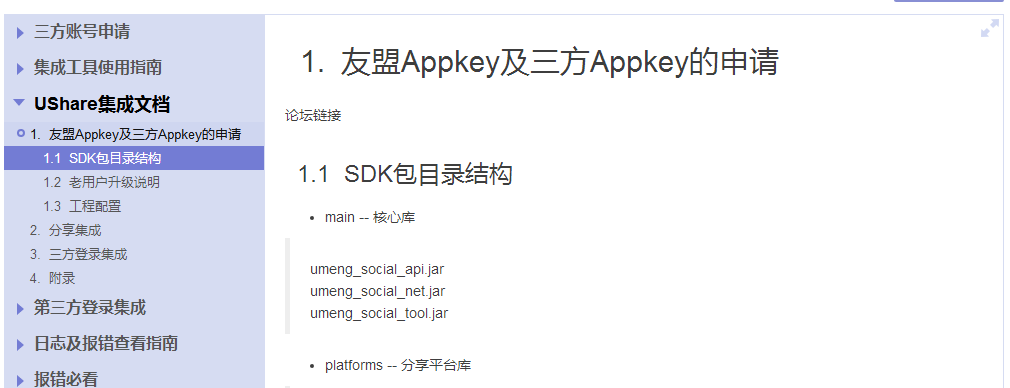 三方账号申请
集成工具使用指南
UShare集成文档
1. 友盟Appkey及三方Appkey的申请
1.1 SDK包目录结构
1.2 老用户升级说明
1.3 工程配置
2. 分享集成
3. 三方登录集成
4. 附录
第三方登录集成
日志及报错查看指南
报错必看
1. 友盟Appkey及三方Appkey的申请
论坛链接
1.1 SDK包目录结构
• main -- 核心库
umeng_social_api.jar
umeng_social_net.jar
umeng_social_tool.jar
• platforms -- 分享平台库